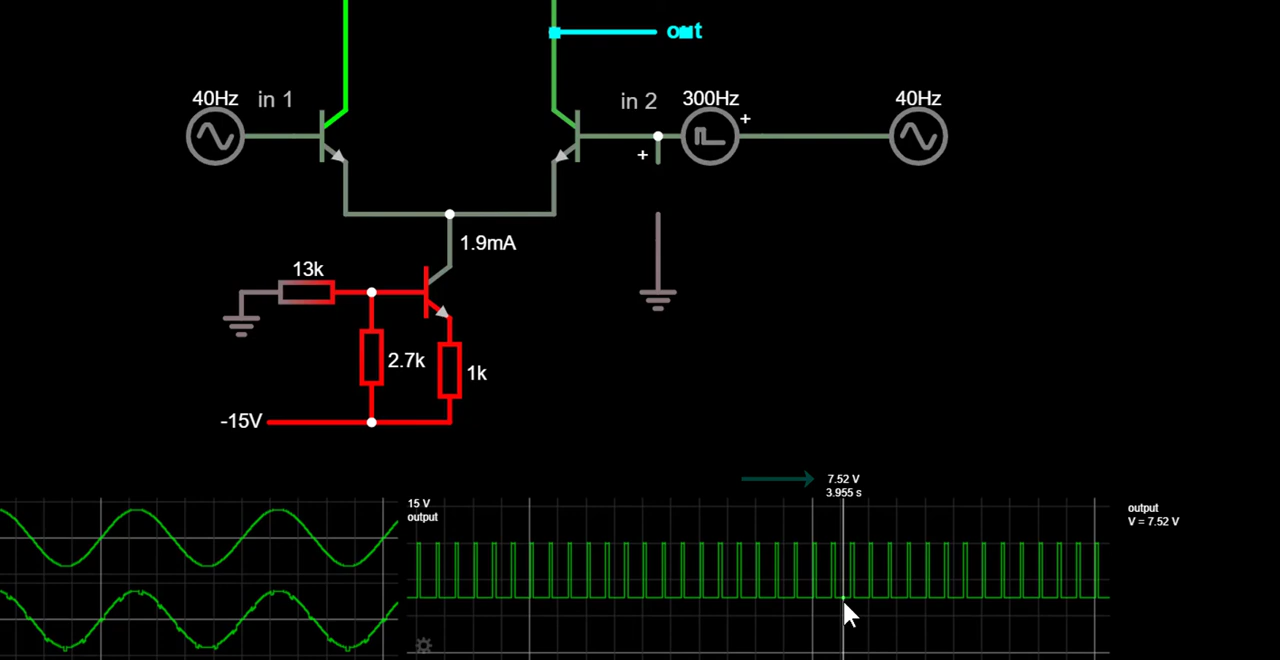 out
40Hz
in 1
in 2
300Hz
+
40Hz
+
1.9mA
13k
2.7k
1k
-15V
7.52 V
3.955 s
15 V
output
output
V = 7.52 V